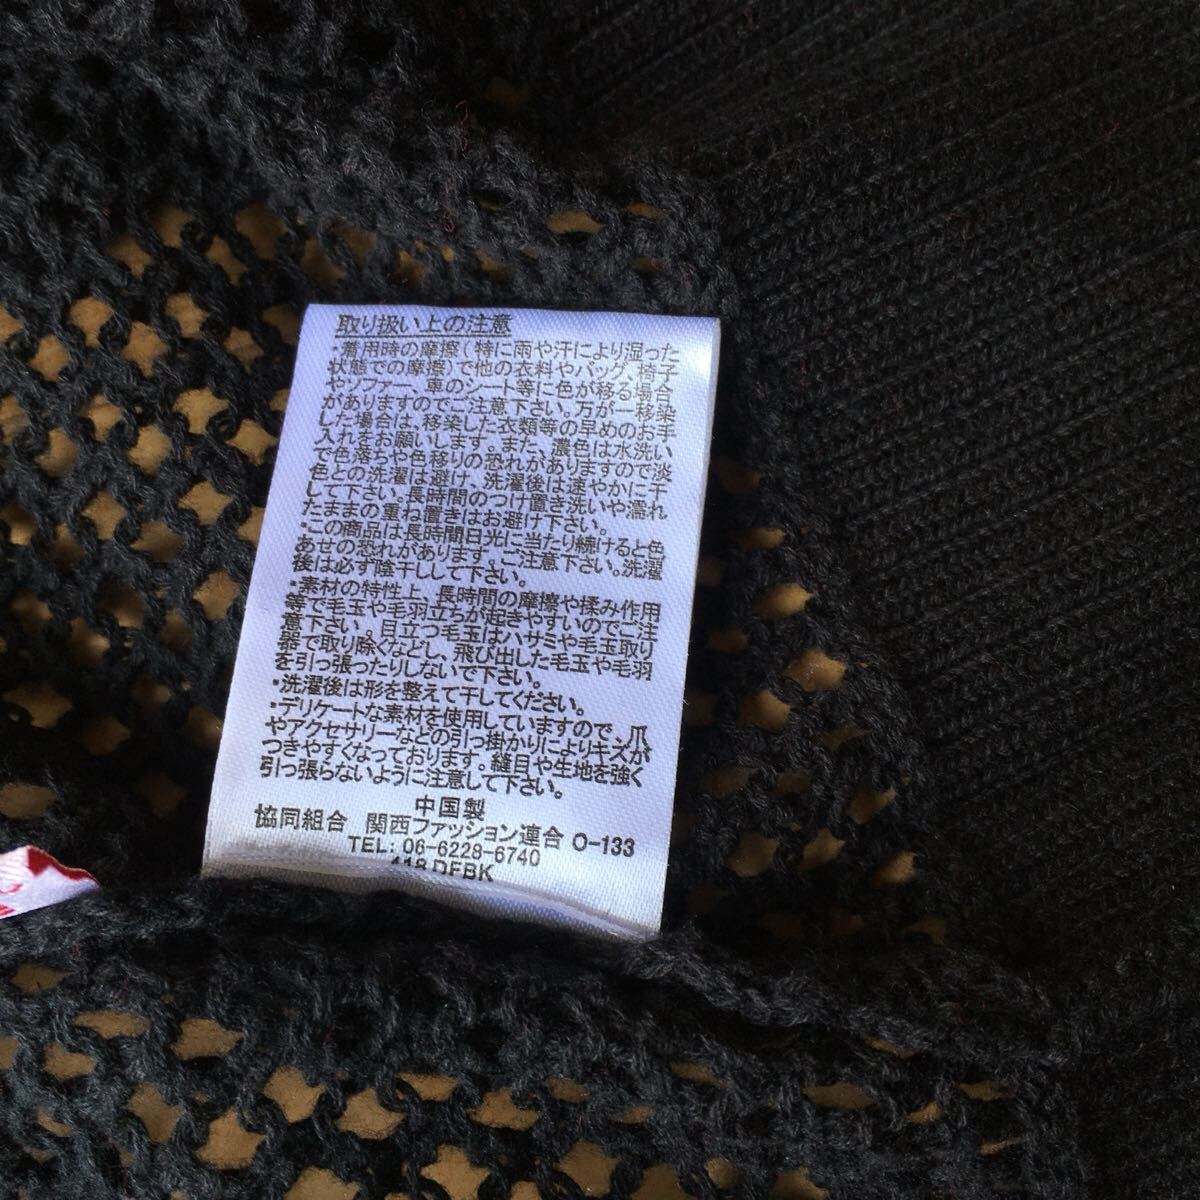 取り扱い上の注意
・着用時の摩擦(特に雨や汗により湿った
状態での摩擦)で他の衣料やバッグ、椅子
やソファー、車のシート等に色が移る場合
がありますのでご注意下さい。万が一移染
した場合は、移染した衣類等の早めのお手
入れをお願いします。また、濃色は水洗い
で色落ちや色移りの恐れがありますので淡
色との洗濯は避け、洗濯後は速やかに干
して下さい。長時間のつけ置き洗いや濡れ
たままの重ね置きはお避け下さい。
・この商品は長時間日光に当たり続けると色
あせの恐れがあります。ご注意下さい。洗濯
後は必ず陰干しして下さい。
・素材の特性上、長時間の摩擦や揉み作用
等で毛玉や毛羽立ちが起きやすいのでご注
意下さい。目立つ毛玉はハサミや毛玉取り
器で取り除くなどし、飛び出した毛玉や毛羽
を引っ張ったりしないで下さい。
・洗濯後は形を整えて干してください。
・デリケートな素材を使用していますので、爪
やアクセサリーなどの引っ掛かりによりキズが
つきやすくなっております。縫目や生地を強く
引っ張らないように注意して下さい。
中国製
協同組合 関西ファッション連合 O-133
TEL: 06-6228-6740
418 DFBK